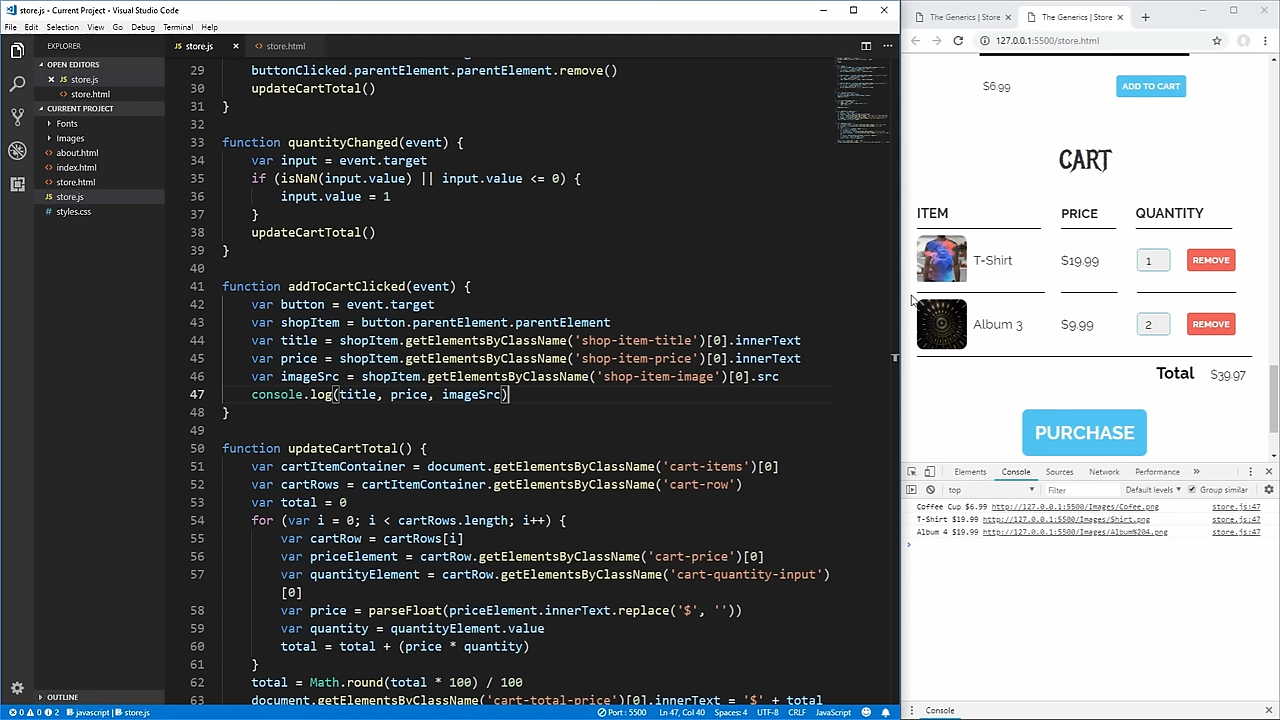 store.js - Current Project - Visual Studio Code
File Edit Selection View Go Debug Terminal Help
EXPLORER
OPEN EDITORS
store.js
store.html
CURRENT PROJECT
Fonts
Images
about.html
index.html
store.html
store.js
styles.css
OUTLINE
store.js
store.html
29 buttonClicked.parentElement.parentElement.remove()
30 updateCartTotal()
31 }
32
33 function quantityChanged(event) {
34 var input = event.target
35 if (isNaN(input.value) || input.value <= 0) {
36 input.value = 1
37 }
38 updateCartTotal()
39 }
40
41 function addToCartClicked(event) {
42 var button = event.target
43 var shopItem = button.parentElement.parentElement
44 var title = shopItem.getElementsByClassName('shop-item-title')[0].innerText
45 var price = shopItem.getElementsByClassName('shop-item-price')[0].innerText
46 var imageSrc = shopItem.getElementsByClassName('shop-item-image')[0].src
47 console.log(title, price, imageSrc)
48 }
49
50 function updateCartTotal() {
51 var cartItemContainer = document.getElementsByClassName('cart-items')[0]
52 var cartRows = cartItemContainer.getElementsByClassName('cart-row')
53 var total = 0
54 for (var i = 0; i < cartRows.length; i++) {
55 var cartRow = cartRows[i]
56 var priceElement = cartRow.getElementsByClassName('cart-price')[0]
57 var quantityElement = cartRow.getElementsByClassName('cart-quantity-input')
[0]
58 var price = parseFloat(priceElement.innerText.replace('$', ''))
59 var quantity = quantityElement.value
60 total = total + (price * quantity)
61 }
62 total = Math.round(total * 100) / 100
63 document.getElementsByClassName('cart-total-price')[0].innerText = '$' + total
0 0 2 javascript | store.js Port : 5500 Ln 47, Col 40 Spaces: 4 UTF-8 CRLF JavaScript
The Generics | Store The Generics | Store
127.0.0.1:5500/store.html
$6.99 ADD TO CART
CART
ITEM PRICE QUANTITY
T-Shirt $19.99 1 REMOVE
Album 3 $9.99 2 REMOVE
Total $39.97
PURCHASE
Elements Console Sources Network Performance »
top Filter Default levels Group similar
Coffee Cup $6.99 http://127.0.0.1:5500/Images/Cofee.png store.js:47
T-Shirt $19.99 http://127.0.0.1:5500/Images/Shirt.png store.js:47
Album 4 $19.99 http://127.0.0.1:5500/Images/Album%204.png store.js:47
Console